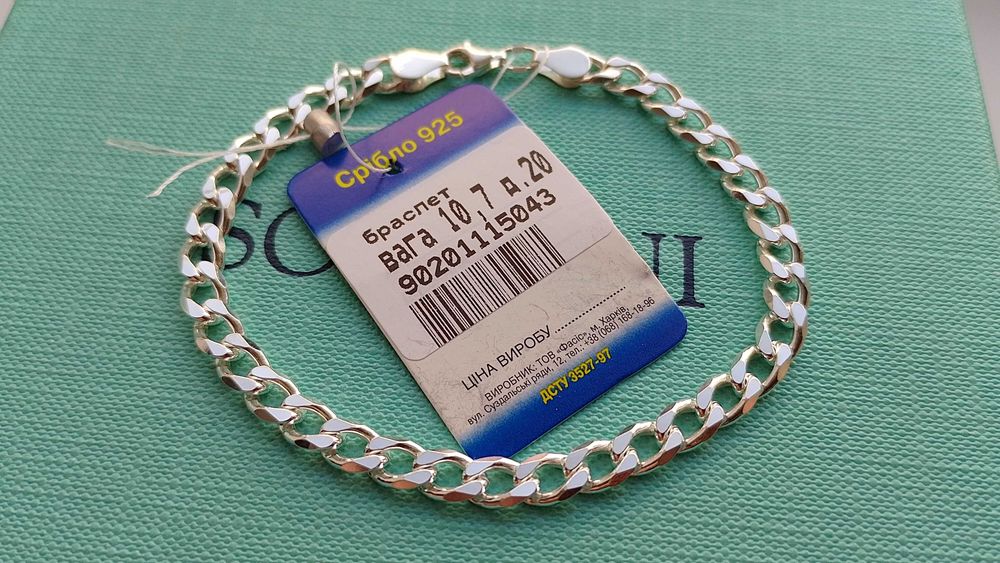 Срібло 925
браслет
вага 10,7 д.20
90201115043
ЦІНА ВИРОБУ ....................
ВИРОБНИК: ТОВ «Фасіс», м. Харків,
вул. Суздальські ряди, 12, тел.: +38 (068) 168-18-96
ДСТУ 3527-97